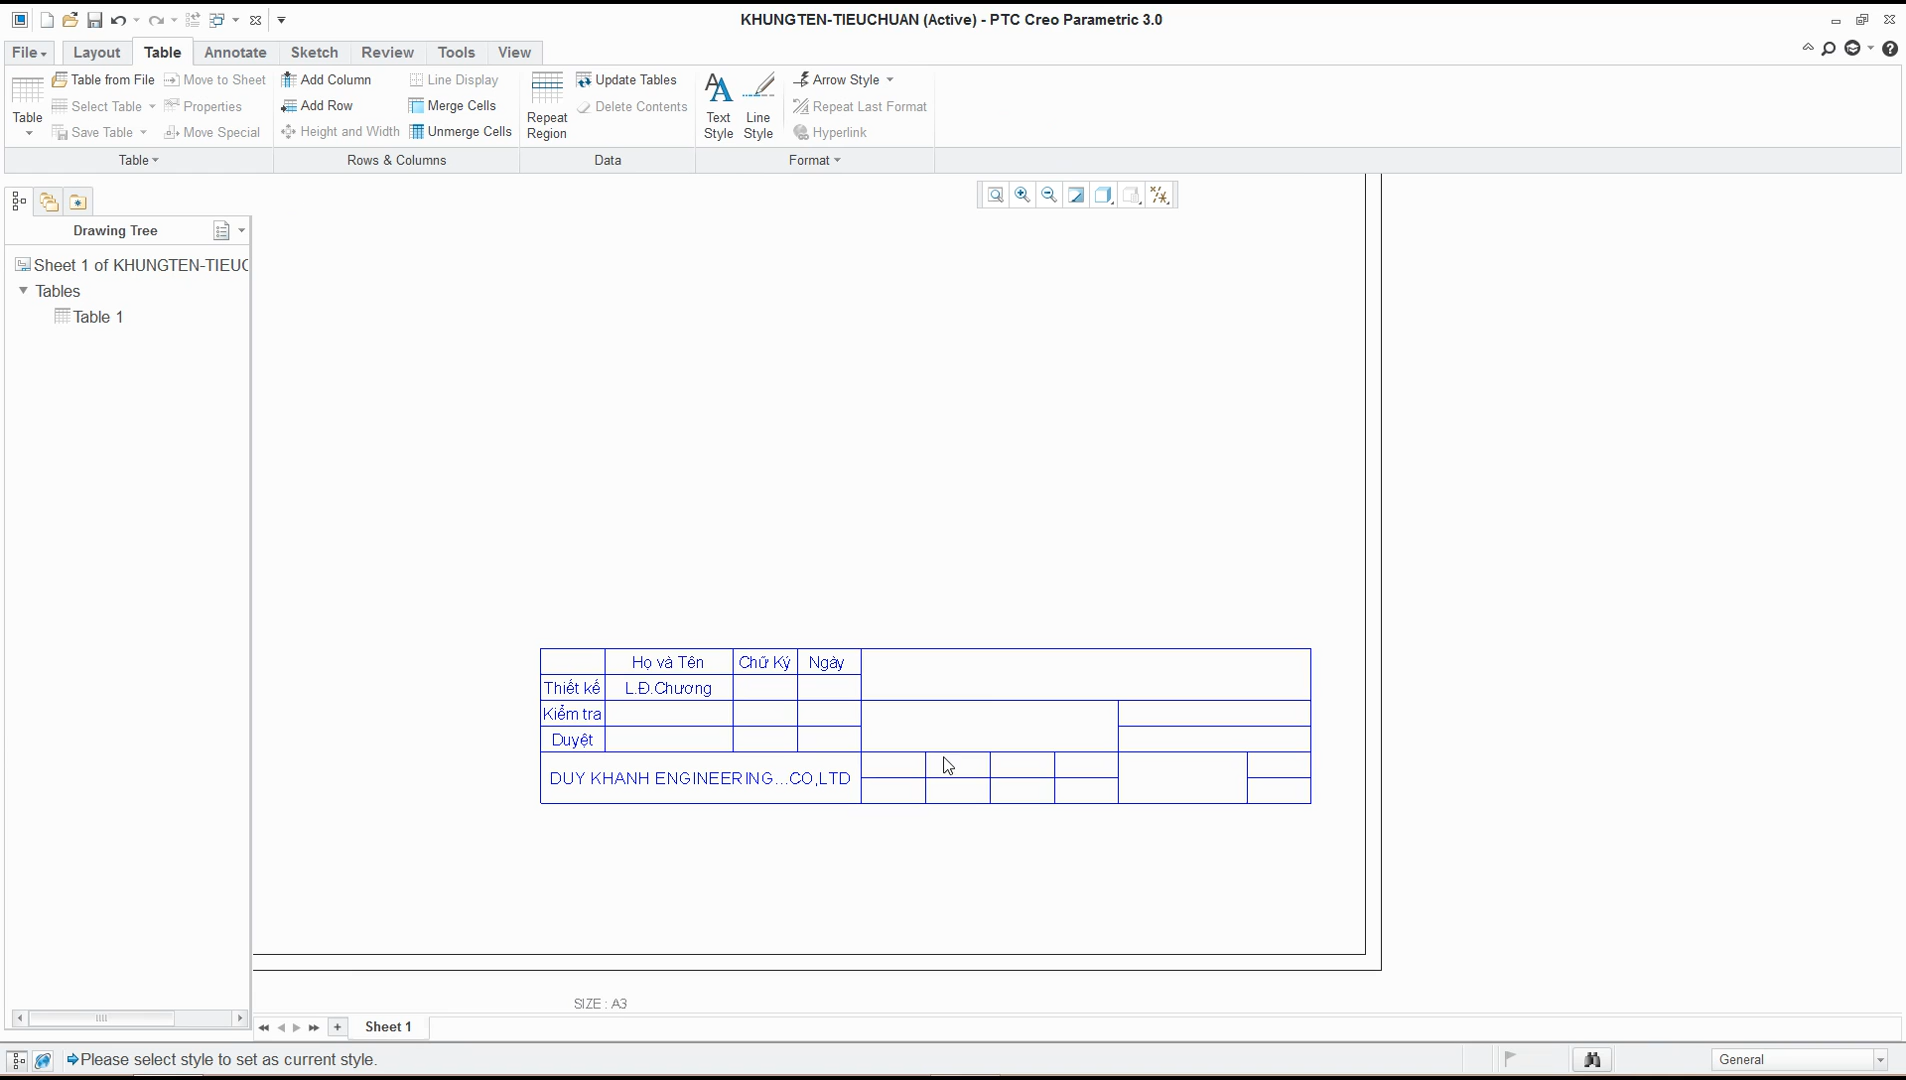 KHUNGTEN-TIEUCHUAN (Active) - PTC Creo Parametric 3.0
File Layout Table Annotate Sketch Review Tools View
Table from File Move to Sheet Add Column Line Display Update Tables Arrow Style
Select Table Properties Add Row Merge Cells Delete Contents Repeat Last Format
Table Repeat Region Text Style Line Style
Save Table Move Special Height and Width Unmerge Cells Hyperlink
Table Rows & Columns Data Format
Drawing Tree
Sheet 1 of KHUNGTEN-TIEUC
Tables
Table 1
Họ và Tên Chữ Ký Ngày
Thiết kế L.Đ.Chương
Kiểm tra
Duyệt
DUY KHANH ENGINEERING...CO,LTD
SIZE : A3
Sheet 1
Please select style to set as current style.
General